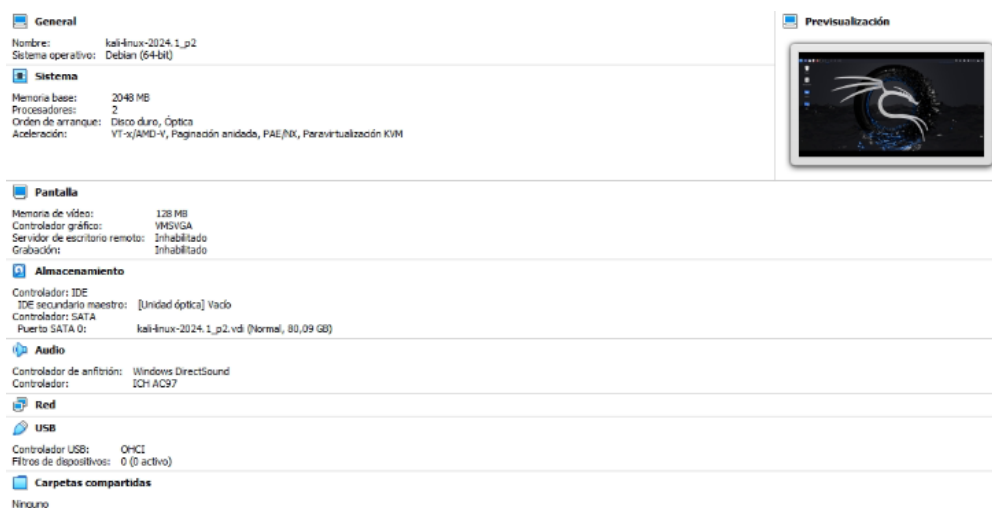 General
Nombre: kali-linux-2024.1_p2
Sistema operativo: Debian (64-bit)
Sistema
Memoria base: 2048 MB
Procesadores: 2
Orden de arranque: Disco duro, Óptica
Aceleración: VT-x/AMD-V, Paginación anidada, PAE/NX, Paravirtualización KVM
Previsualización
Pantalla
Memoria de vídeo: 128 MB
Controlador gráfico: VMSVGA
Servidor de escritorio remoto: Inhabilitado
Grabación: Inhabilitado
Almacenamiento
Controlador: IDE
IDE secundario maestro: [Unidad óptica] Vacío
Controlador: SATA
Puerto SATA 0: kali-linux-2024.1_p2.vdi (Normal, 80,09 GB)
Audio
Controlador de anfitrión: Windows DirectSound
Controlador: ICH AC97
Red
USB
Controlador USB: OHCI
Filtros de dispositivos: 0 (0 activo)
Carpetas compartidas
Ninguno